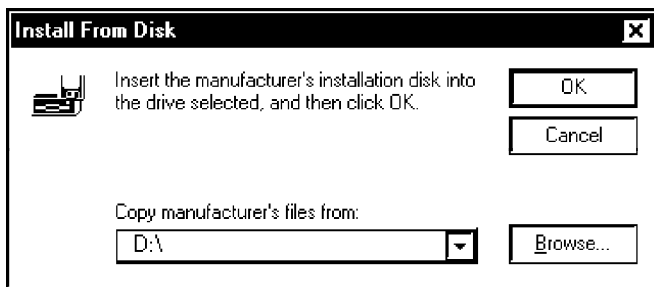 Install From Disk
Insert the manufacturer's installation disk into
the drive selected, and then click OK.
OK
Cancel
Copy manufacturer's files from:
D:\
Browse...